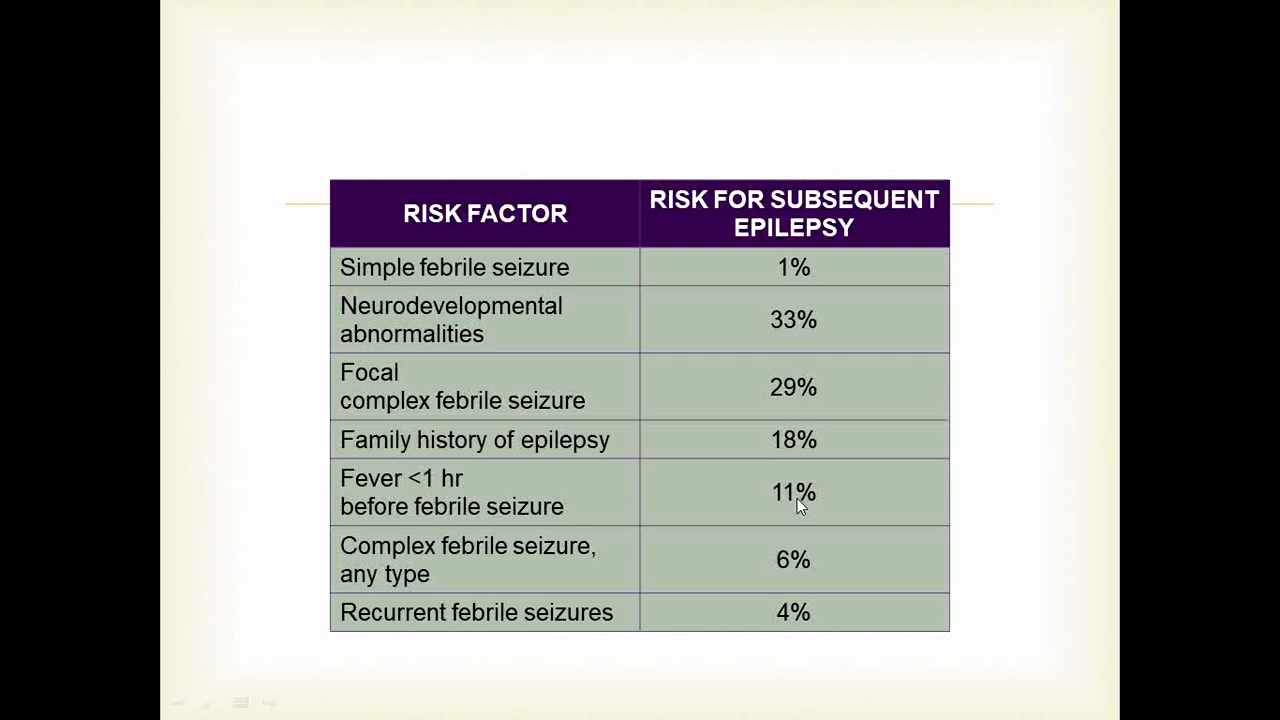 RISK FACTOR
RISK FOR SUBSEQUENT
EPILEPSY
Simple febrile seizure
1%
Neurodevelopmental
abnormalities
33%
Focal
complex febrile seizure
29%
Family history of epilepsy
18%
Fever <1 hr
before febrile seizure
11%
Complex febrile seizure,
any type
6%
Recurrent febrile seizures
4%